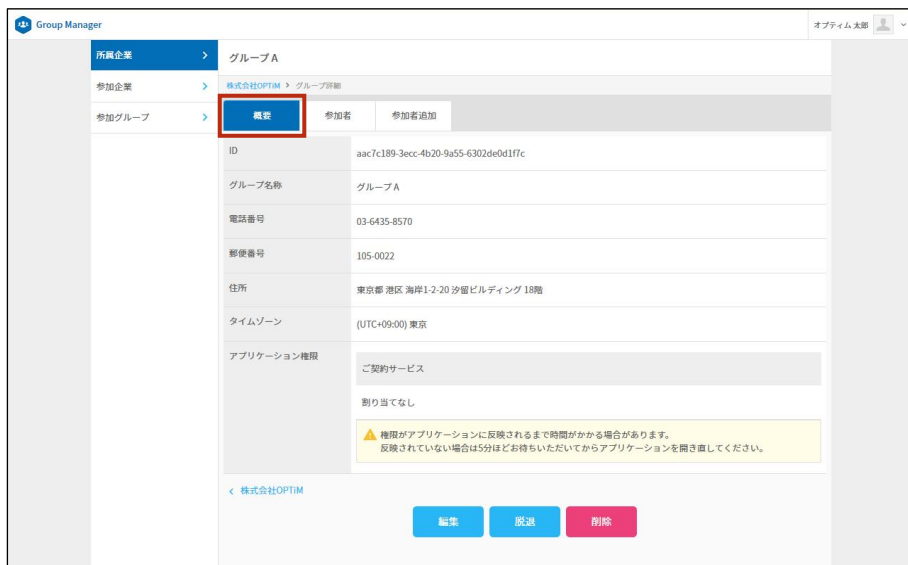 Group Manager
オプティム 太郎
所属企業
参加企業
参加グループ
グループ A
株式会社OPTiM > グループ詳細
概要 参加者 参加者追加
ID aac7c189-3ecc-4b20-9a55-6302de0d1f7c
グループ名称 グループ A
電話番号 03-6435-8570
郵便番号 105-0022
住所 東京都 港区 海岸1-2-20 汐留ビルディング 18階
タイムゾーン (UTC+09:00) 東京
アプリケーション権限
ご契約サービス
割り当てなし
権限がアプリケーションに反映されるまで時間がかかる場合があります。
反映されていない場合は5分ほどお待ちいただいてからアプリケーションを開き直してください。
< 株式会社OPTiM
編集 脱退 削除